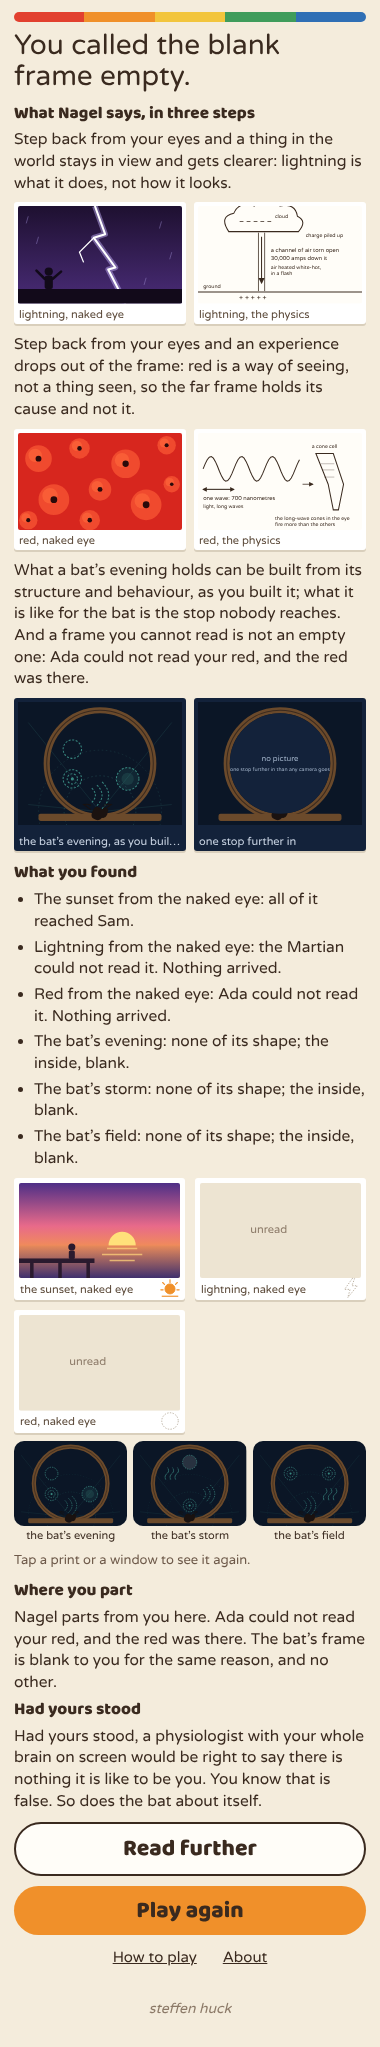 You called the blank
frame empty.
What Nagel says, in three steps
Step back from your eyes and a thing in the
world stays in view and gets clearer: lightning is
what it does, not how it looks.
cloud
charge piled up
a channel of air torn open
30,000 amps down it
air heated white-hot,
in a flash
ground
+ + + + +
lightning, naked eye
lightning, the physics
Step back from your eyes and an experience
drops out of the frame: red is a way of seeing,
not a thing seen, so the far frame holds its
cause and not it.
a cone cell
one wave: 700 nanometres
light, long waves
the long-wave cones in the eye
fire more than the others
red, naked eye
red, the physics
What a bat's evening holds can be built from its
structure and behaviour, as you built it; what it
is like for the bat is the stop nobody reaches.
And a frame you cannot read is not an empty
one: Ada could not read your red, and the red
was there.
no picture
one stop further in than any camera goes
the bat's evening, as you buil…
one stop further in
What you found
• The sunset from the naked eye: all of it
reached Sam.
• Lightning from the naked eye: the Martian
could not read it. Nothing arrived.
• Red from the naked eye: Ada could not read
it. Nothing arrived.
• The bat's evening: none of its shape; the
inside, blank.
• The bat's storm: none of its shape; the inside,
blank.
• The bat's field: none of its shape; the inside,
blank.
unread
the sunset, naked eye
lightning, naked eye
unread
red, naked eye
the bat's evening
the bat's storm
the bat's field
Tap a print or a window to see it again.
Where you part
Nagel parts from you here. Ada could not read
your red, and the red was there. The bat's frame
is blank to you for the same reason, and no
other.
Had yours stood
Had yours stood, a physiologist with your whole
brain on screen would be right to say there is
nothing it is like to be you. You know that is
false. So does the bat about itself.
Read further
Play again
How to play
About
steffen huck